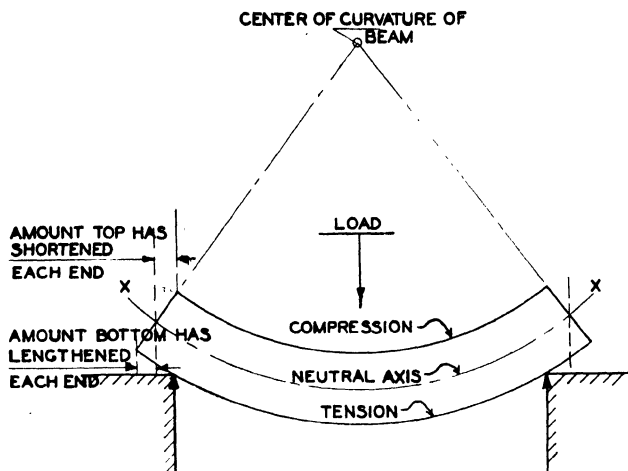 CENTER OF CURVATURE OF
BEAM
AMOUNT TOP HAS
SHORTENED
EACH END
LOAD
X
X
COMPRESSION
AMOUNT BOTTOM HAS
LENGTHENED
EACH END
NEUTRAL AXIS
TENSION